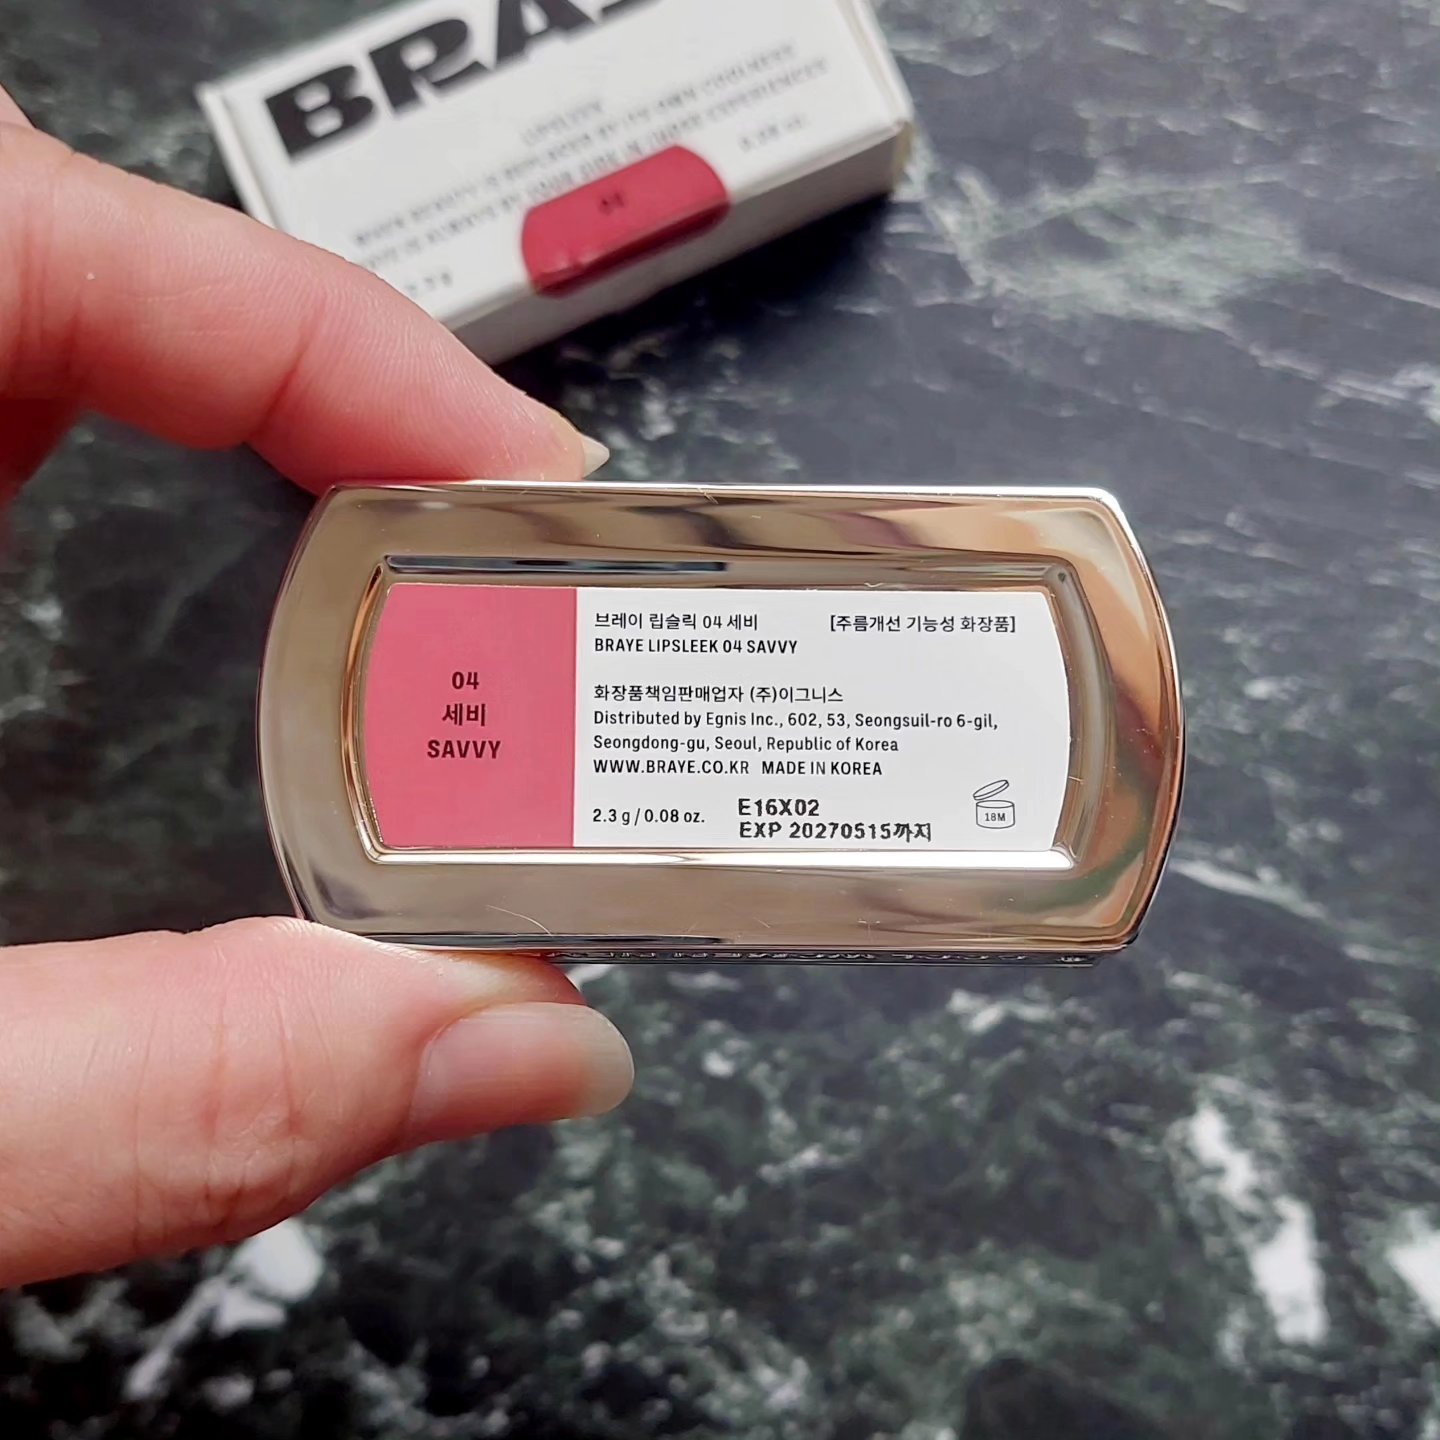 BRA
04
세비
SAVVY
브레이 립슬릭 04 세비 [주름개선 기능성 화장품]
BRAYE LIPSLEEK 04 SAVVY
화장품책임판매업자 (주)이그니스
Distributed by Egnis Inc., 602, 53, Seongsuil-ro 6-gil,
Seongdong-gu, Seoul, Republic of Korea
WWW.BRAYE.CO.KR MADE IN KOREA
2.3 g / 0.08 oz.
E16X02
EXP 20270515까지
18M